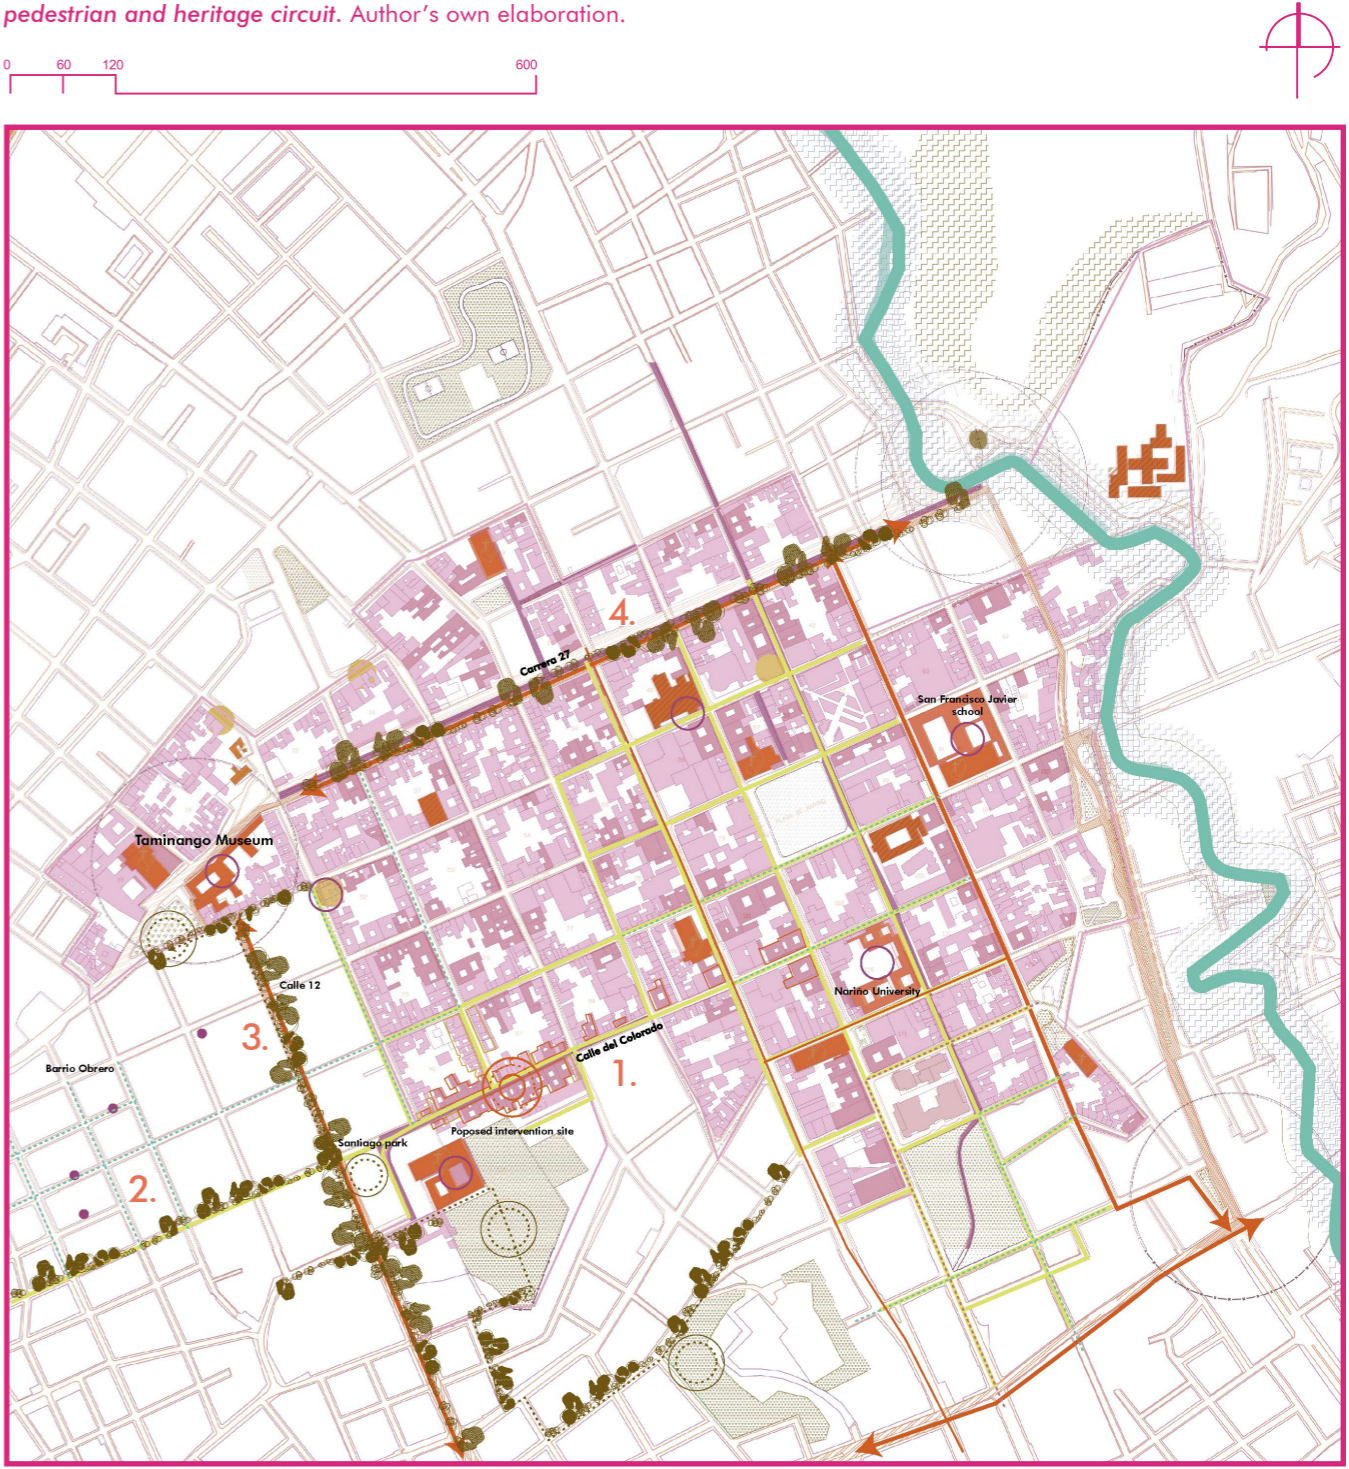 pedestrian and heritage circuit. Author's own elaboration.
0 60 120 600
4.
Carrera 27
San Francisco Javier
school
Taminango Museum
Calle 12
Nariño University
3.
Calle del Colorado
Barrio Obrero
1.
Poposed intervention site
Santiago park
2.